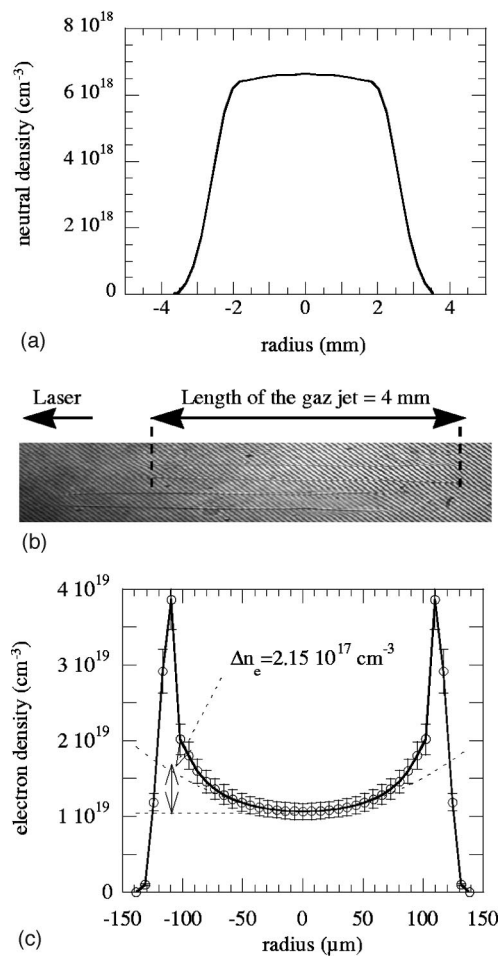 8 10^18
6 10^18
4 10^18
2 10^18
0
neutral density (cm^-3)
-4 -2 0 2 4
radius (mm)
(a)
Laser
Length of the gaz jet = 4 mm
(b)
4 10^19
3 10^19
2 10^19
1 10^19
0
electron density (cm^-3)
Δn_e=2.15 10^17 cm^-3
-150 -100 -50 0 50 100 150
radius (μm)
(c)